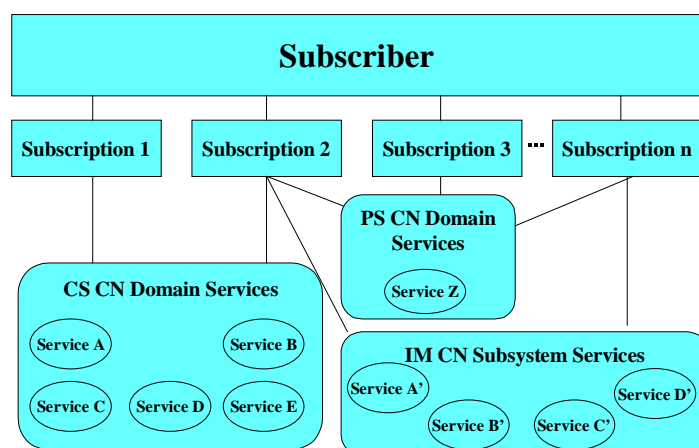 Subscriber
Subscription 1
Subscription 2
Subscription 3
...
Subscription n
PS CN Domain
Services
Service Z
CS CN Domain Services
Service A
Service B
Service C
Service D
Service E
IM CN Subsystem Services
Service A’
Service D’
Service B’
Service C’